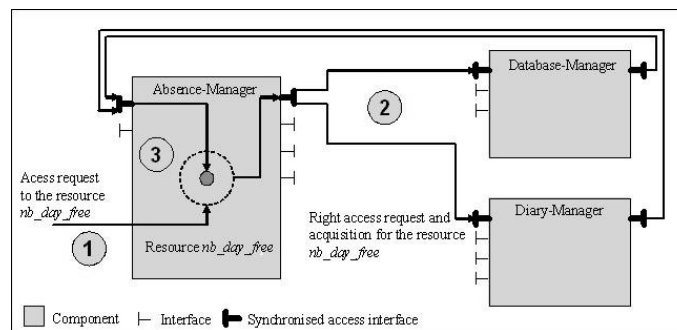 Database-Manager
Absence-Manager
2
3
Acess request
to the resource
nb_day_free
1
Resource nb_day_free
Right access request and
acquisition for the resource
nb_day_free
Diary-Manager
Component
Interface
Synchronised access interface